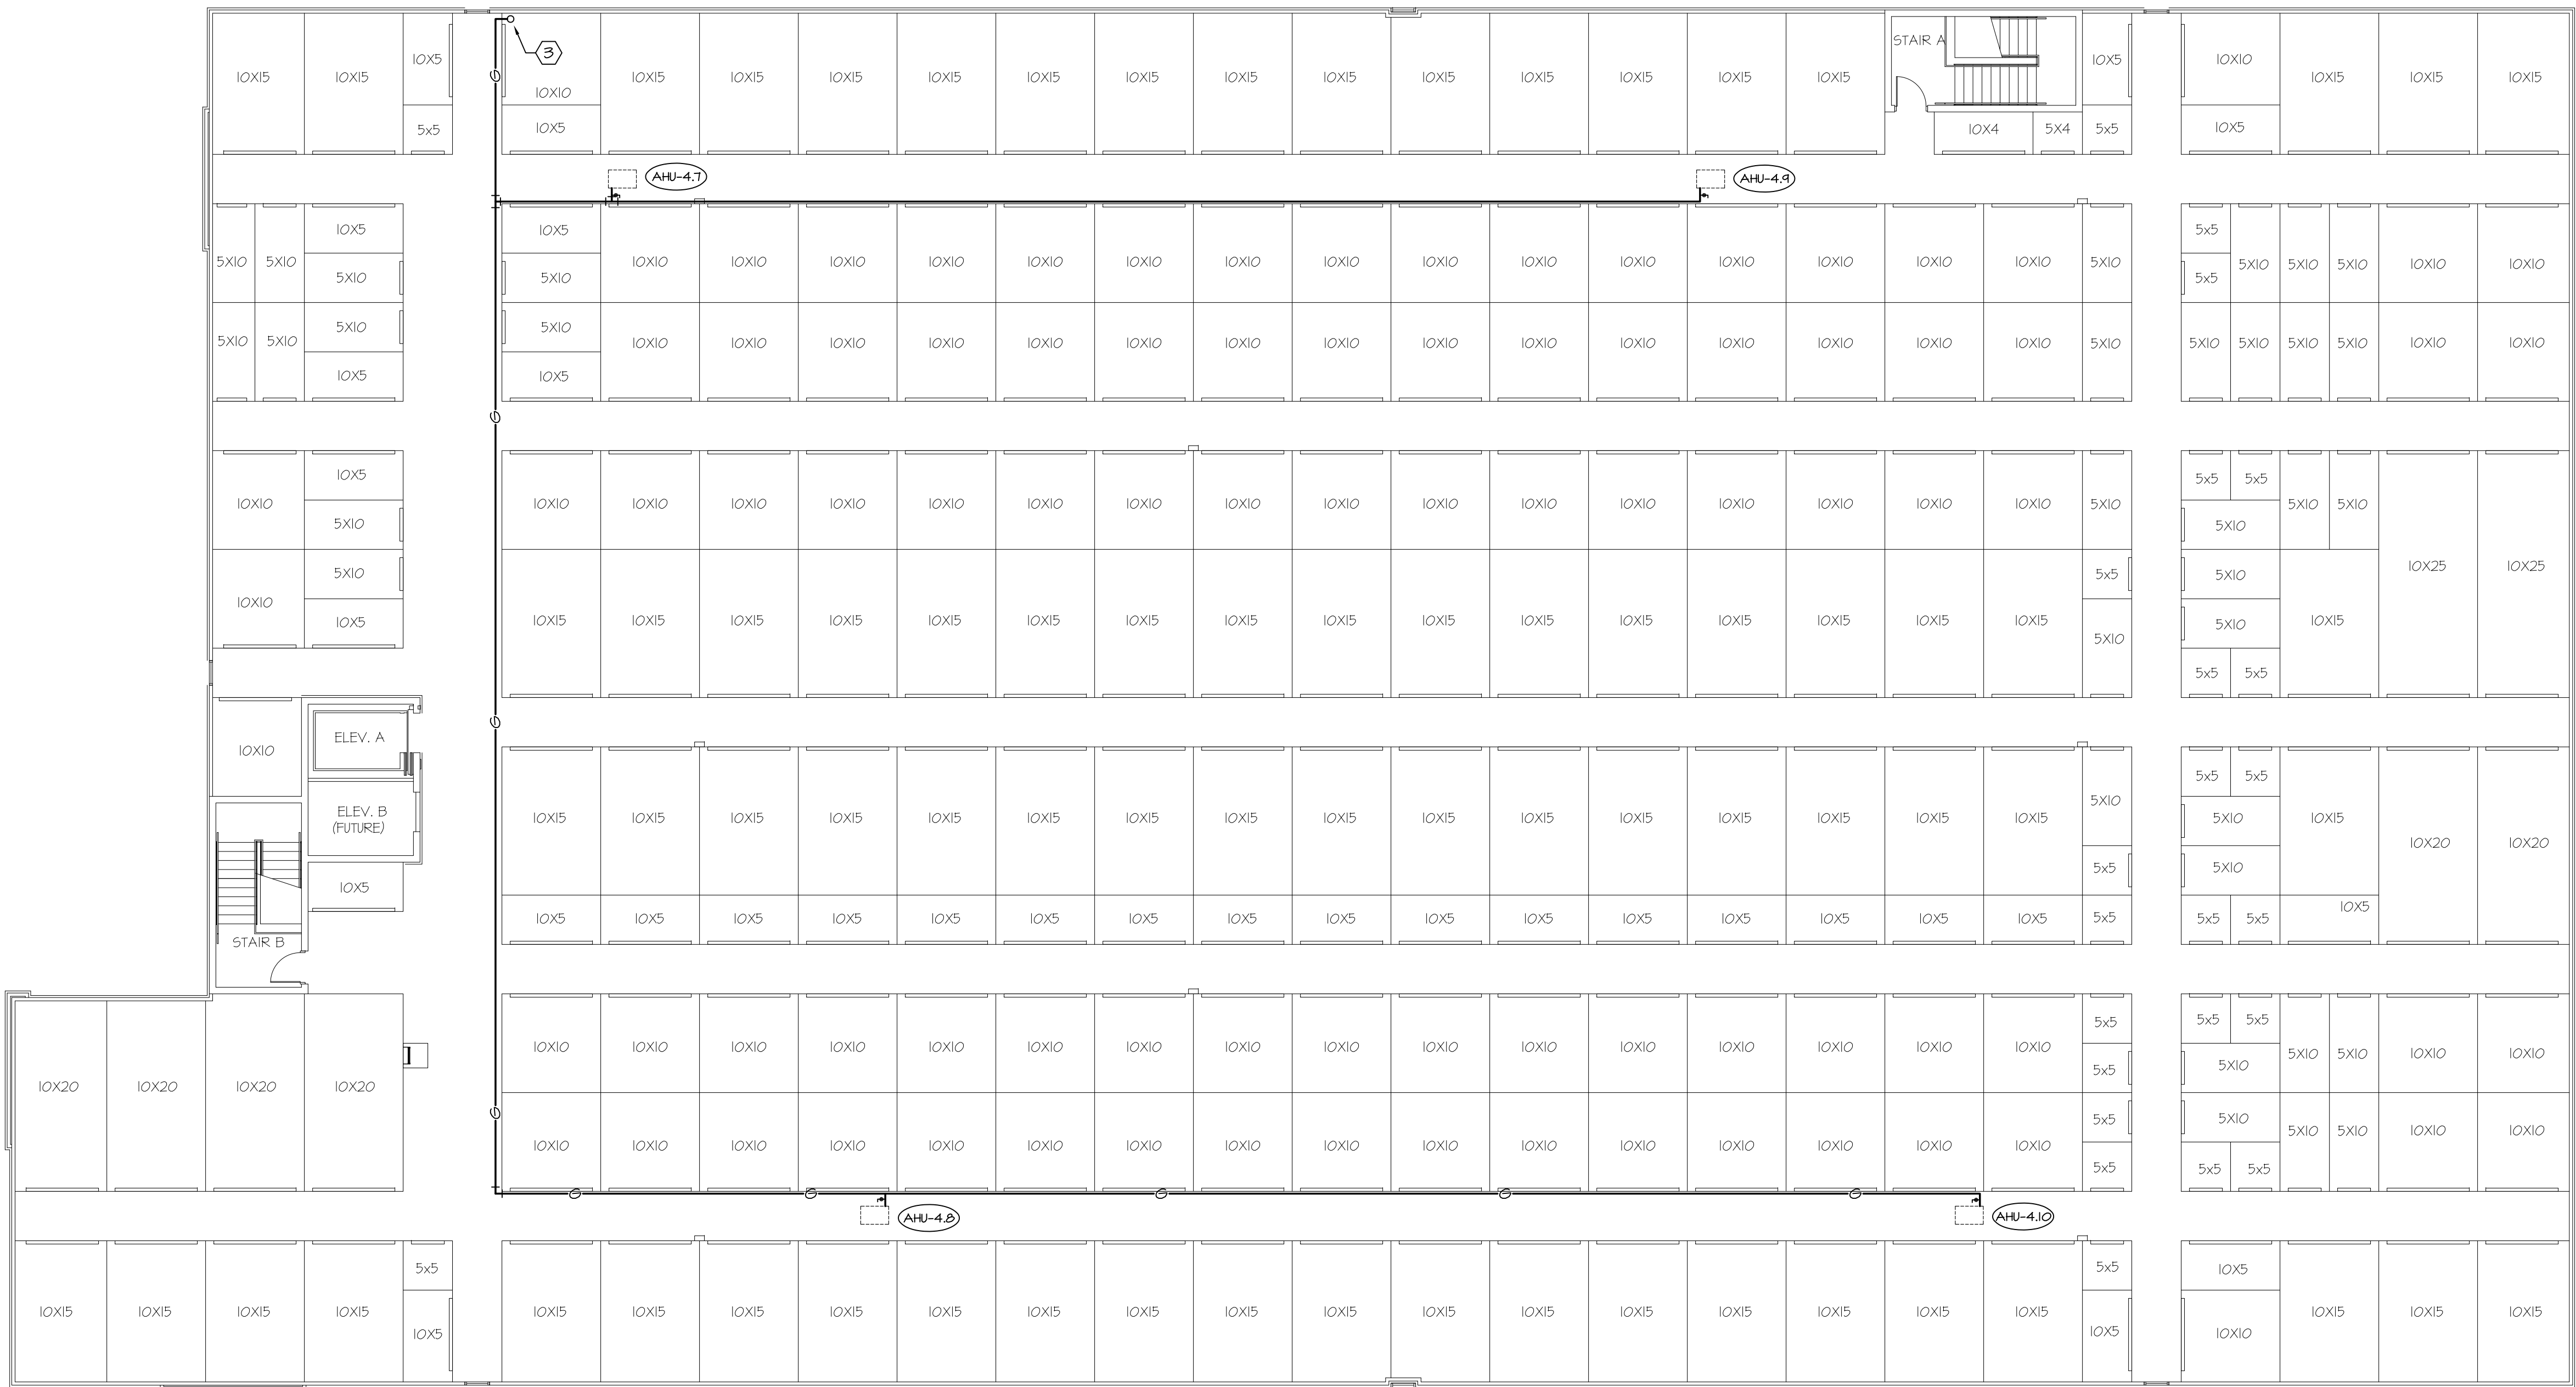 STAIR A
3
10X5 10X5 10X10
10X15 10X15 10X15 10X15 10X15 10X15 10X15 10X15 10X15 10X15 10X15 10X15 10X15 10X15 10X15 10X15 10X15 10X15
G
10X10
5x5 10X5 10X4 5X4 5x5 10X5
AHU-4.7 AHU-4.9
10X5 10X5 5x5
5X10 5X10 10X10 10X10 10X10 10X10 10X10 10X10 10X10 10X10 10X10 10X10 10X10 10X10 10X10 10X10 10X10 5X10 5X10 5X10 5X10 10X10 10X10
5X10 5X10 5x5
5X10 5X10
5X10 5X10 10X10 10X10 10X10 10X10 10X10 10X10 10X10 10X10 10X10 10X10 10X10 10X10 10X10 10X10 10X10 5X10 5X10 5X10 5X10 5X10 10X10 10X10
10X5 10X5
G
10X5 5x5 5x5
10X10 10X10 10X10 10X10 10X10 10X10 10X10 10X10 10X10 10X10 10X10 10X10 10X10 10X10 10X10 10X10 10X10 5X10 5X10 5X10
5X10 5X10
10X25 10X25
5X10 5x5 5X10
10X10
10X5 10X15 10X15 10X15 10X15 10X15 10X15 10X15 10X15 10X15 10X15 10X15 10X15 10X15 10X15 10X15 10X15 5X10 5X10 10X15
5x5 5x5
G
ELEV. A
10X10
5x5 5x5
5X10
ELEV. B
(FUTURE)
10X15 10X15 10X15 10X15 10X15 10X15 10X15 10X15 10X15 10X15 10X15 10X15 10X15 10X15 10X15 10X15 5X10 10X15
10X20 10X20
5x5 5X10
10X5
10X5
10X5 10X5 10X5 10X5 10X5 10X5 10X5 10X5 10X5 10X5 10X5 10X5 10X5 10X5 10X5 10X5 5x5 5x5 5x5
STAIR B
5x5 5x5 5x5
10X10 10X10 10X10 10X10 10X10 10X10 10X10 10X10 10X10 10X10 10X10 10X10 10X10 10X10 10X10 10X10 5X10 5X10 10X10 10X10
5x5 5X10
10X20 10X20 10X20 10X20
G
5x5 5X10
10X10 10X10 10X10 10X10 10X10 10X10 10X10 10X10 10X10 10X10 10X10 10X10 10X10 10X10 10X10 10X10 5X10 5X10 10X10 10X10
5x5 5x5 5x5
G G G G G
AHU-4.8 AHU-4.10
5x5 5x5 10X5
10X15 10X15 10X15 10X15 10X15 10X15 10X15 10X15 10X15 10X15 10X15 10X15 10X15 10X15 10X15 10X15 10X15 10X15 10X15 10X15 10X15 10X15 10X15
10X5 10X5 10X10